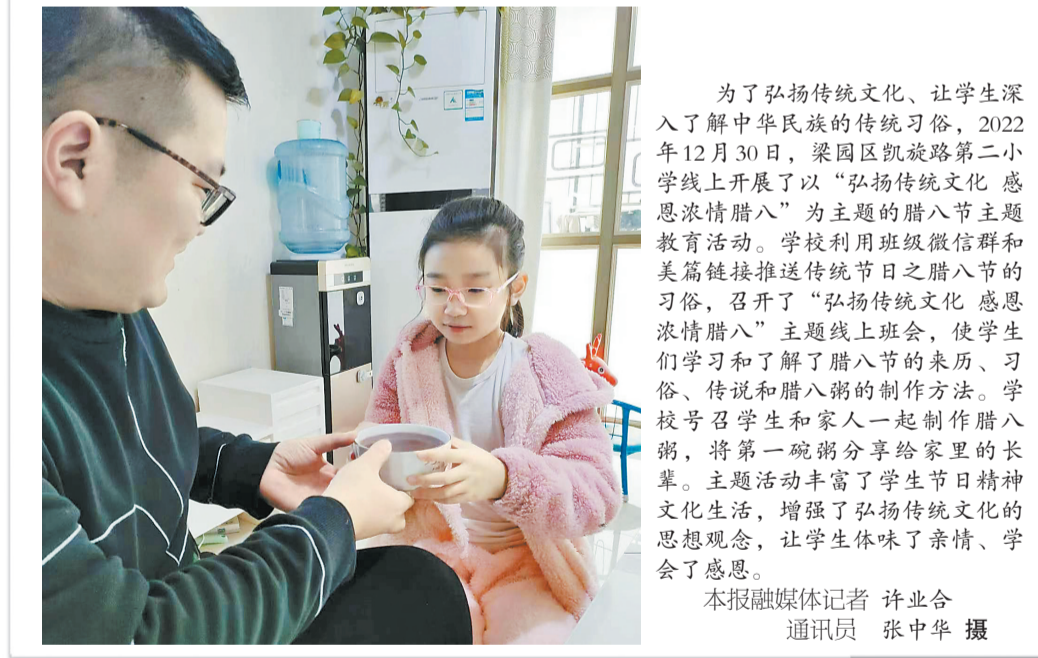 为了弘扬传统文化、让学生深
入了解中华民族的传统习俗，2022
年12月30日，梁园区凯旋路第二小
学线上开展了以“弘扬传统文化 感
恩浓情腊八”为主题的腊八节主题
教育活动。学校利用班级微信群和
美篇链接推送传统节日之腊八节的
习俗，召开了“弘扬传统文化 感恩
浓情腊八”主题线上班会，使学生
们学习和了解了腊八节的来历、习
俗、传说和腊八粥的制作方法。学
校号召学生和家人一起制作腊八
粥，将第一碗粥分享给家里的长
辈。主题活动丰富了学生节日精神
文化生活，增强了弘扬传统文化的
思想观念，让学生体味了亲情、学
会了感恩。
本报融媒体记者 许业合
通讯员 张中华 摄